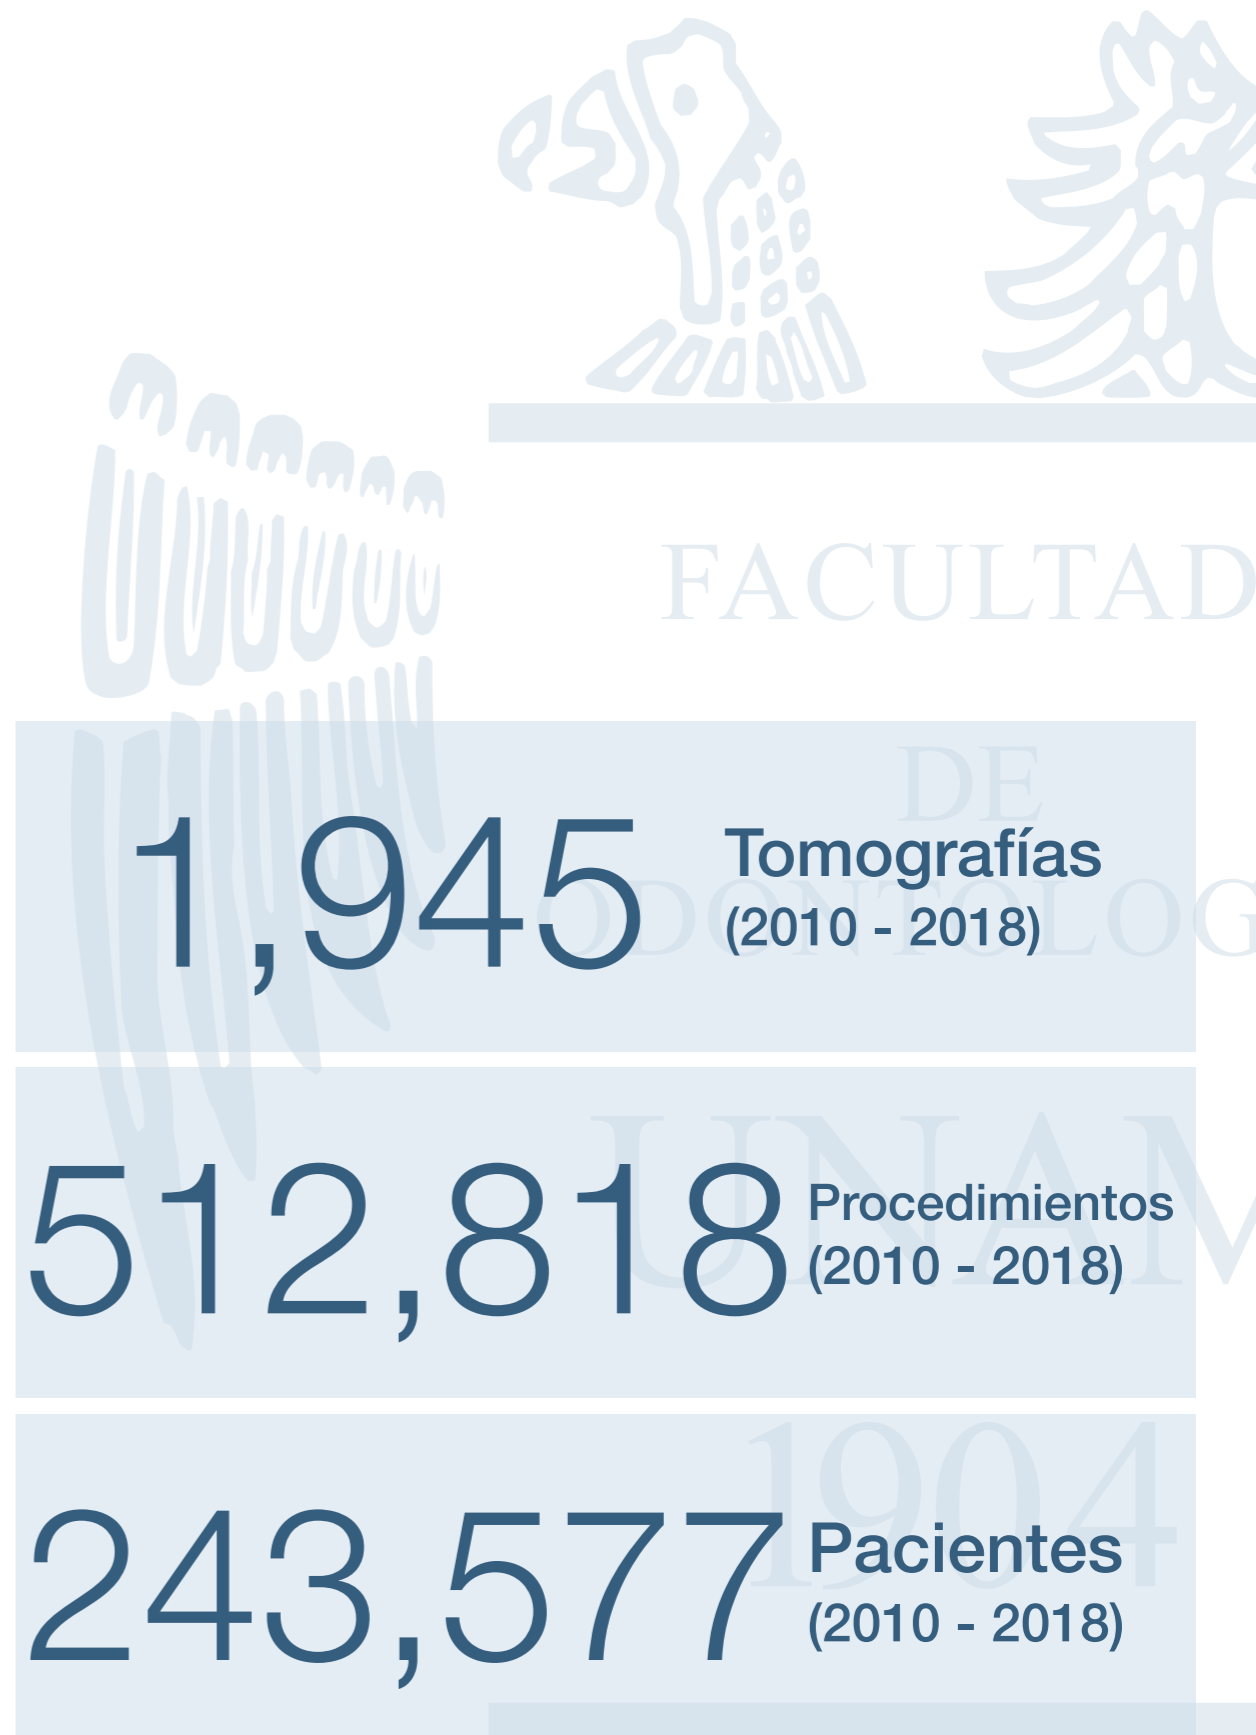 FACULTAD
DE
ODONTOLOG
UNAM
1904
1,945 Tomografías
(2010 - 2018)
512,818 Procedimientos
(2010 - 2018)
243,577 Pacientes
(2010 - 2018)